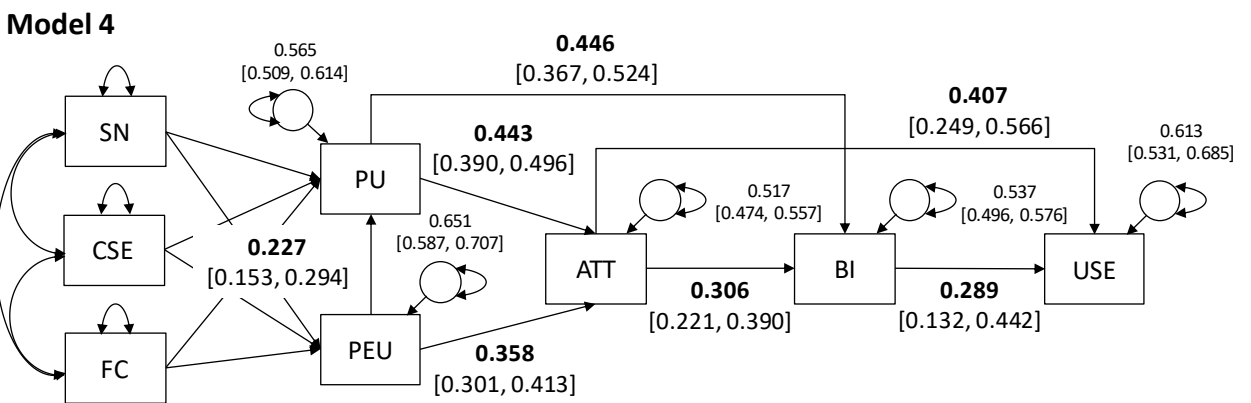 Model 4
0.565
[0.509, 0.614]
0.446
[0.367, 0.524]
0.407
[0.249, 0.566]
0.613
[0.531, 0.685]
SN
PU
0.443
[0.390, 0.496]
0.517
[0.474, 0.557]
0.537
[0.496, 0.576]
CSE
0.227
[0.153, 0.294]
0.651
[0.587, 0.707]
ATT
BI
USE
0.306
[0.221, 0.390]
0.289
[0.132, 0.442]
FC
PEU
0.358
[0.301, 0.413]